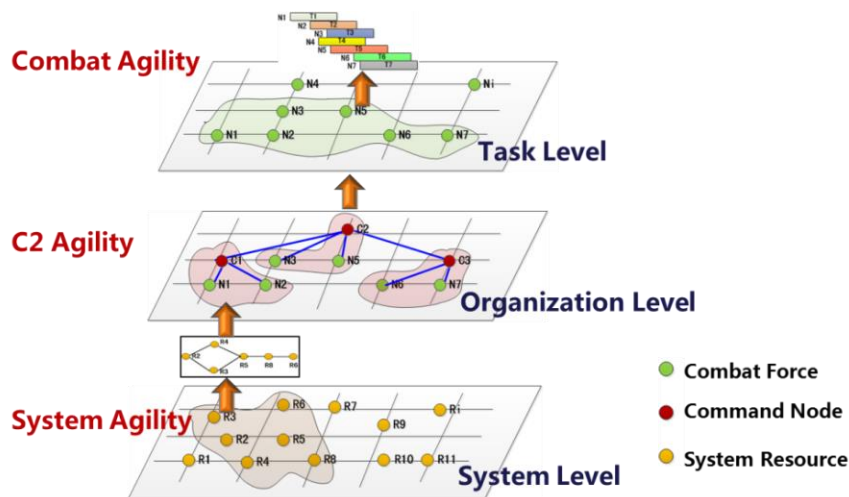 N1 T1
N2 T2
N3 T3
N4 T4
N5 T5
N6 T6
N7 T7
Combat Agility
N4 Ni
N3 N5
N1 N2 N6 N7
Task Level
C2 Agility
C2
C1 N3 N5 C3
N1 N2 N6 N7
Organization Level
R4
R2
R3 R5 R8 R6
System Agility
R3 R6 R7 Ri
R9
R2 R5
R1 R4 R8 R10 R11
System Level
Combat Force
Command Node
System Resource